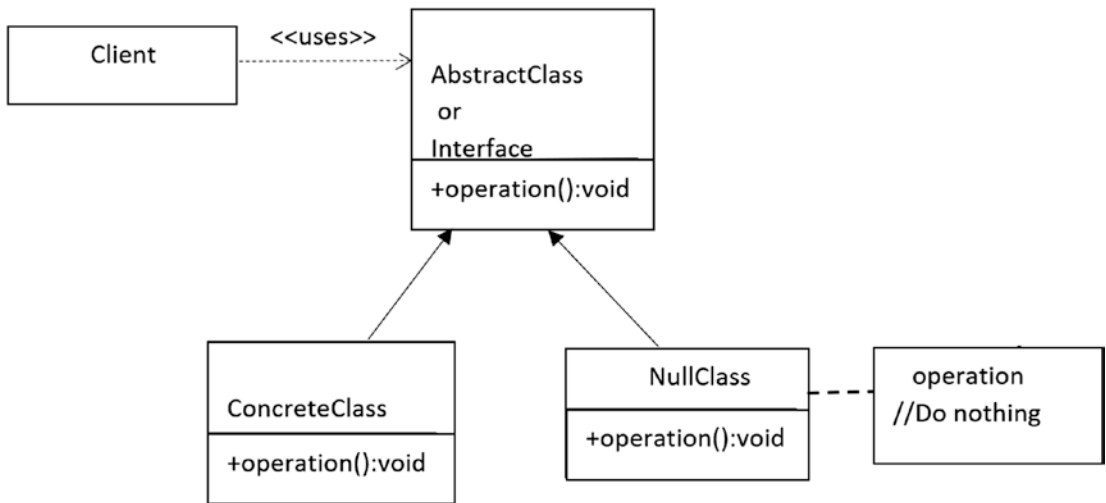 Client
<<uses>>
AbstractClass
or
Interface
+operation():void
ConcreteClass
+operation():void
NullClass
+operation():void
operation
//Do nothing